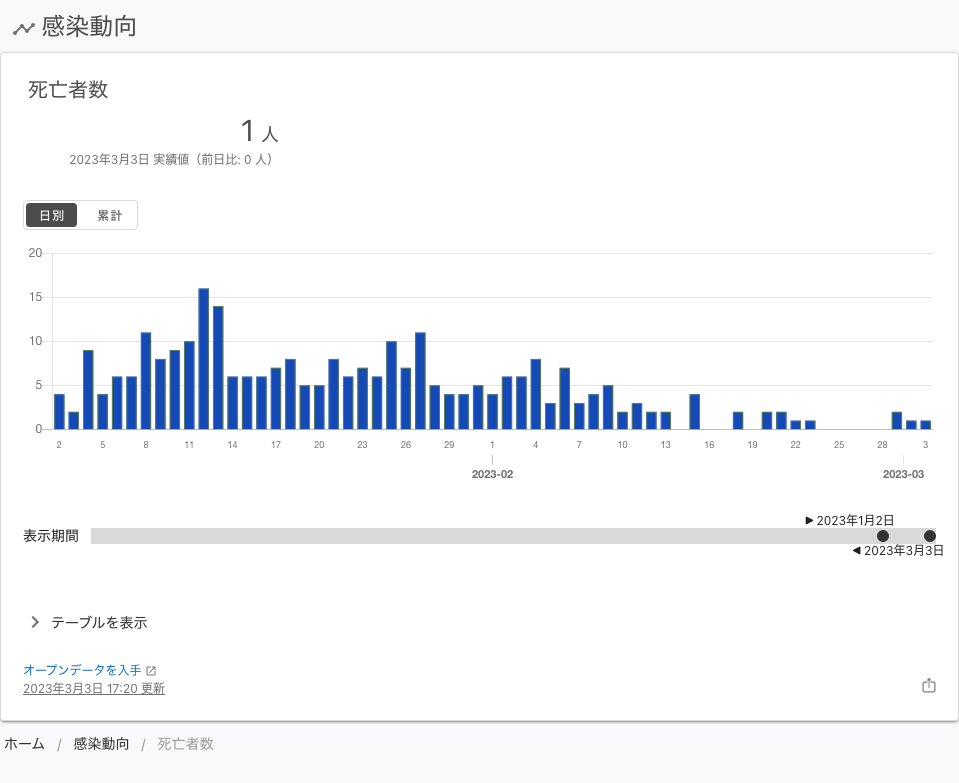 感染動向
死亡者数
1 人
2023年3月3日 実績値（前日比: 0 人）
日別 累計
20
15
10
5
0
2 5 8 11 14 17 20 23 26 29 1 4 7 10 13 16 19 22 25 28 3
2023-02 2023-03
▶ 2023年1月2日
表示期間
◀ 2023年3月3日
テーブルを表示
オープンデータを入手
2023年3月3日 17:20 更新
ホーム / 感染動向 / 死亡者数